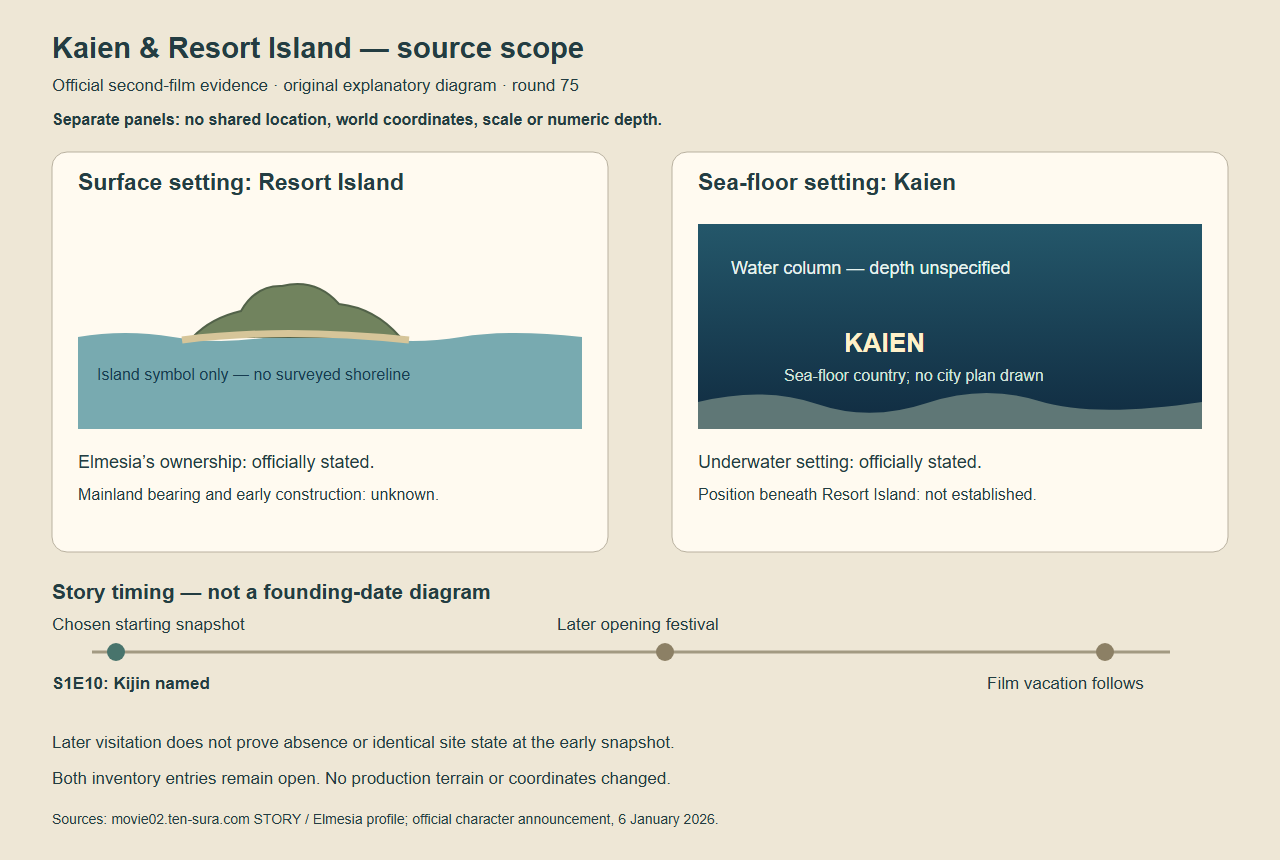 Kaien & Resort Island — source scope
Official second-film evidence · original explanatory diagram · round 75
Separate panels: no shared location, world coordinates, scale or numeric depth.
Surface setting: Resort Island
Island symbol only — no surveyed shoreline
Elmesia’s ownership: officially stated.
Mainland bearing and early construction: unknown.
Sea-floor setting: Kaien
Water column — depth unspecified
KAIEN
Sea-floor country; no city plan drawn
Underwater setting: officially stated.
Position beneath Resort Island: not established.
Story timing — not a founding-date diagram
Chosen starting snapshot
Later opening festival
S1E10: Kijin named
Film vacation follows
Later visitation does not prove absence or identical site state at the early snapshot.
Both inventory entries remain open. No production terrain or coordinates changed.
Sources: movie02.ten-sura.com STORY / Elmesia profile; official character announcement, 6 January 2026.